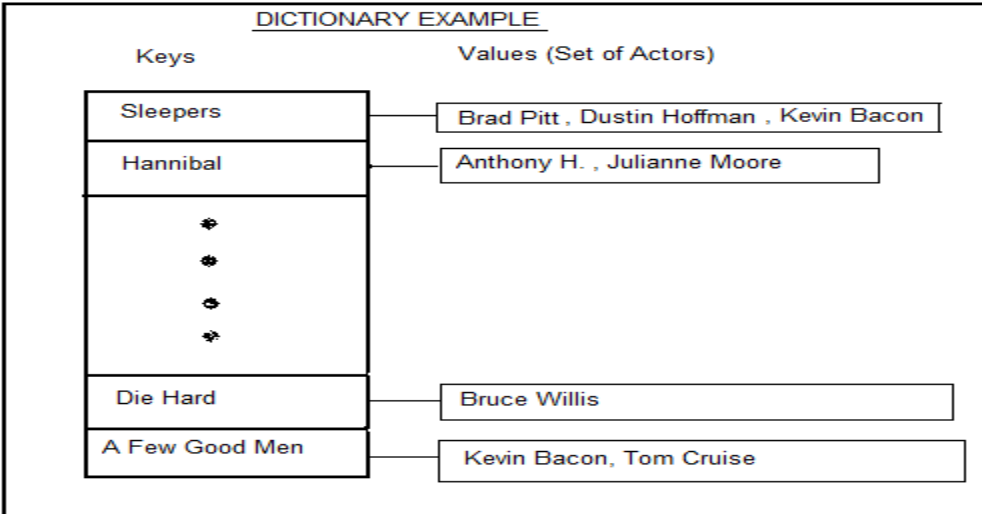 DICTIONARY EXAMPLE
Keys Values (Set of Actors)
Sleepers Brad Pitt , Dustin Hoffman , Kevin Bacon
Hannibal Anthony H. , Julianne Moore
Die Hard Bruce Willis
A Few Good Men Kevin Bacon, Tom Cruise